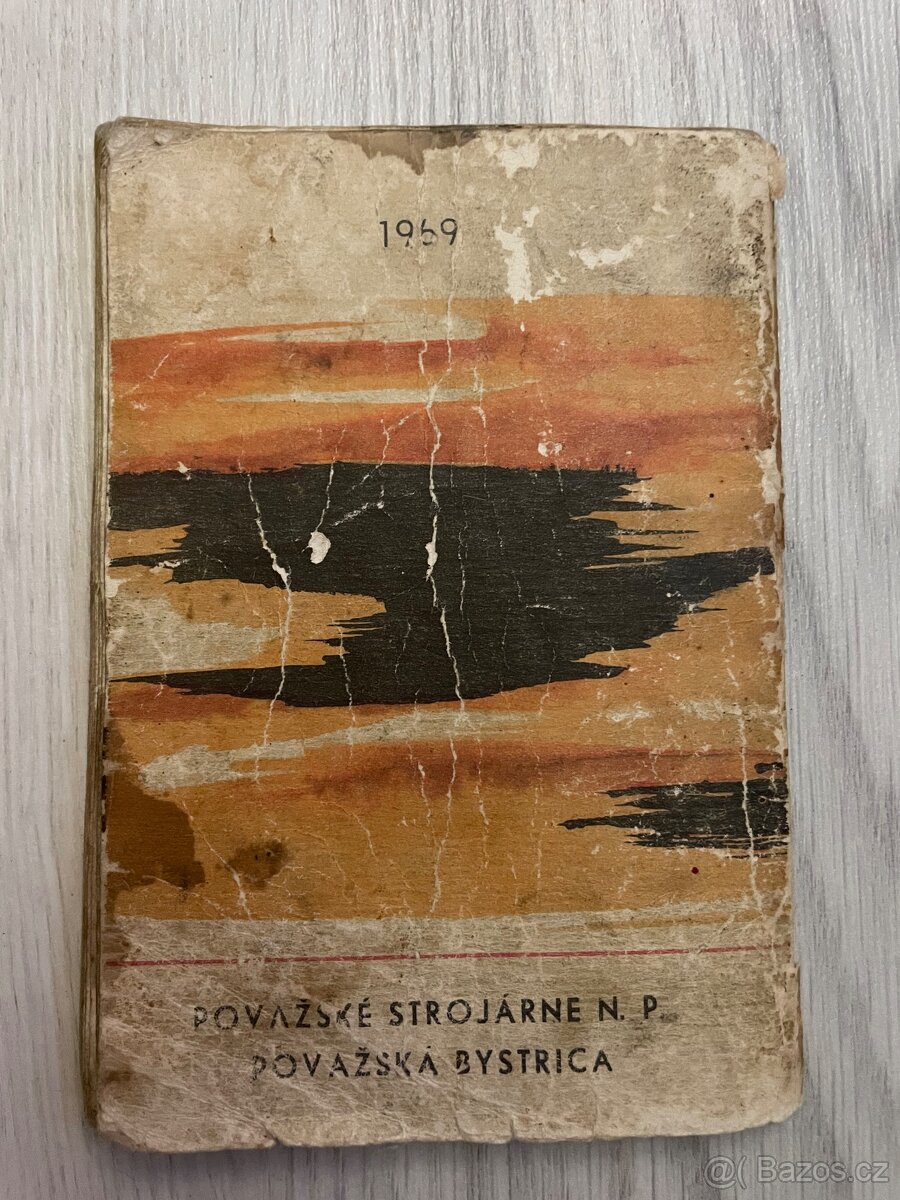 1969
POVAŽSKÉ STROJÁRNE N. P.
POVAŽSKÁ BYSTRICA
@( Bazos.cz